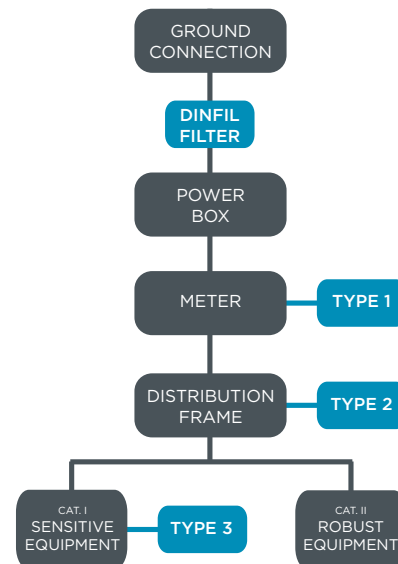 GROUND
CONNECTION
DINFIL
FILTER
POWER
BOX
METER
TYPE 1
DISTRIBUTION
FRAME
TYPE 2
CAT. I
SENSITIVE
EQUIPMENT
TYPE 3
CAT. II
ROBUST
EQUIPMENT